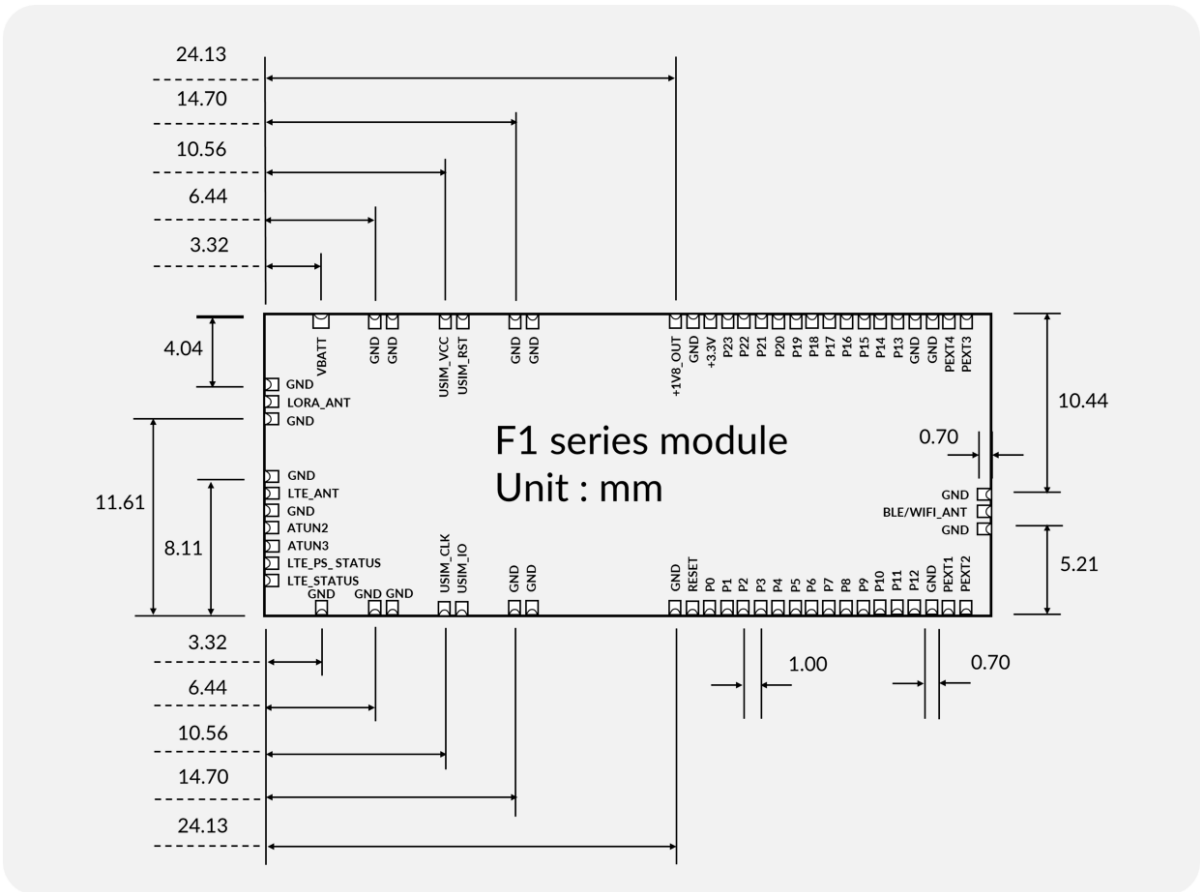 24.13
14.70
10.56
6.44
3.32
4.04
11.61
8.11
VBATT
GND
GND
USIM_VCC
USIM_RST
GND
GND
+1V8_OUT
GND
+3.3V
P23
P22
P21
P20
P19
P18
P17
P16
P15
P14
P13
GND
GND
PEXT4
PEXT3
GND
LORA_ANT
GND
GND
LTE_ANT
GND
ATUN2
ATUN3
LTE_PS_STATUS
LTE_STATUS
F1 series module
Unit : mm
0.70
10.44
GND
BLE/WIFI_ANT
GND
5.21
GND
GND
GND
USIM_CLK
USIM_IO
GND
GND
GND
RESET
P0
P1
P2
P3
P4
P5
P6
P7
P8
P9
P10
P11
P12
GND
PEXT1
PEXT2
1.00
0.70
3.32
6.44
10.56
14.70
24.13